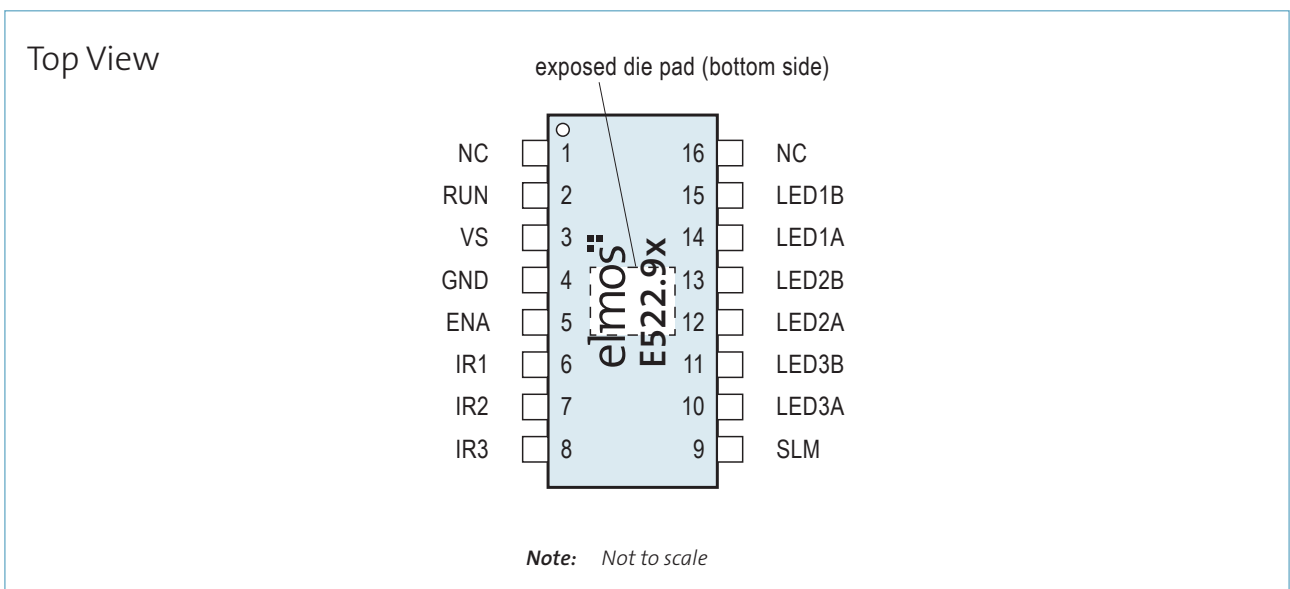 Top View
exposed die pad (bottom side)
NC 1 16 NC
RUN 2 15 LED1B
VS 3 14 LED1A
GND 4 13 LED2B
ENA 5 12 LED2A
IR1 6 11 LED3B
IR2 7 10 LED3A
IR3 8 9 SLM
elmos
E522.9x
Note: Not to scale